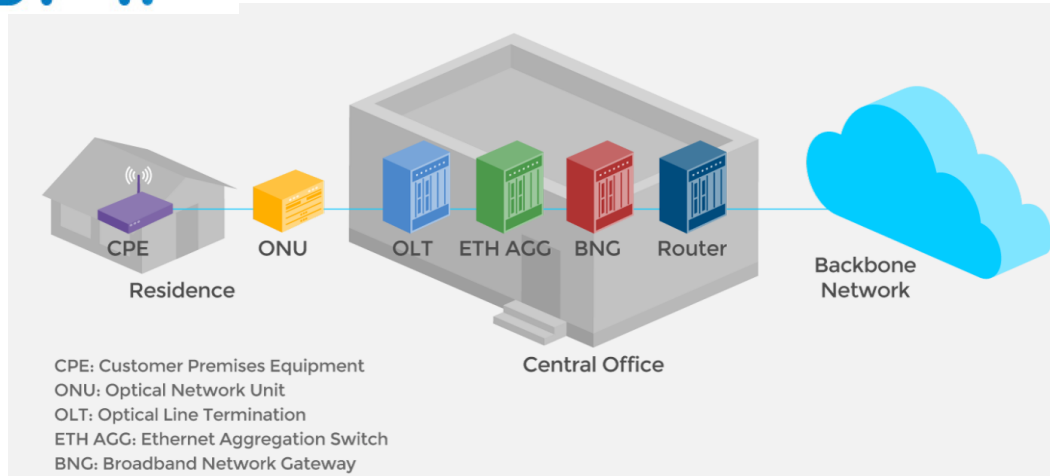 CPE
ONU
OLT
ETH AGG
BNG
Router
Residence
Backbone
Network
Central Office
CPE: Customer Premises Equipment
ONU: Optical Network Unit
OLT: Optical Line Termination
ETH AGG: Ethernet Aggregation Switch
BNG: Broadband Network Gateway